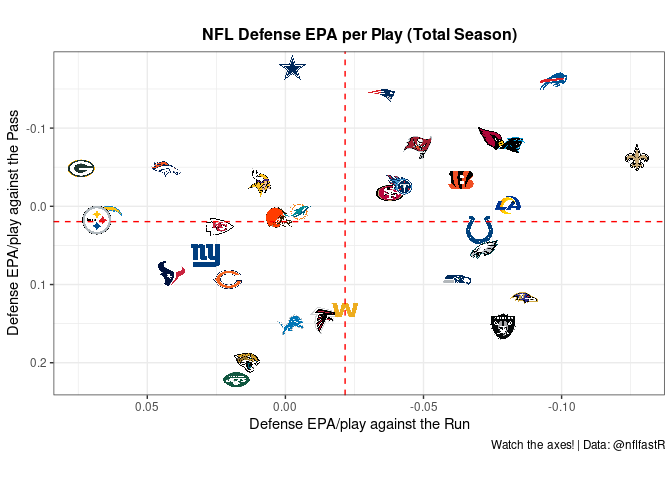 NFL Defense EPA per Play (Total Season)
Defense EPA/play against the Pass
-0.1
0.0
0.1
0.2
ny
C
W
LA
G
0.05
0.00
-0.05
-0.10
Defense EPA/play against the Run
Watch the axes! | Data: @nflfastR